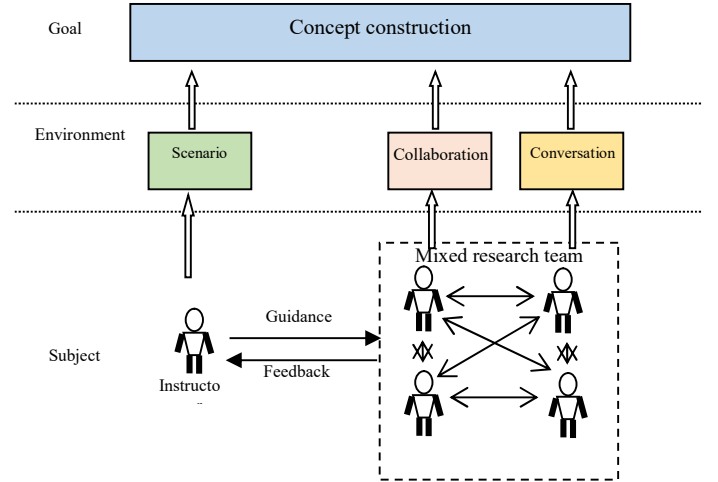 Goal
Concept construction
Environment
Scenario
Collaboration
Conversation
Mixed research team
Guidance
Subject
Feedback
Instructo